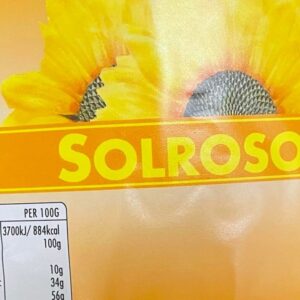 SOLROSO
PER 100G
3700kJ/ 884kcal
100g
10g
34g
56g